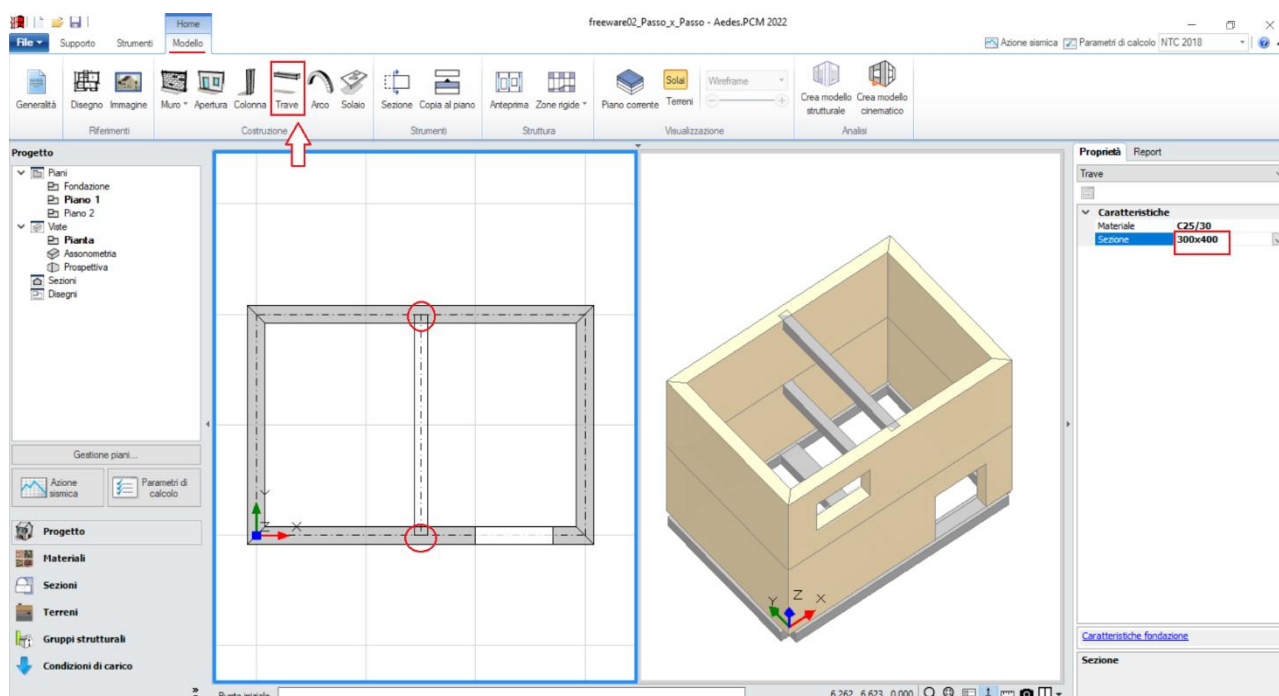 freeware02_Passo_x_Passo - Aedes.PCM 2022
Home
File Supporto Strumenti Modello
Azione sismica Parametri di calcolo NTC 2018
Generalità Disegno Immagine Muro Apertura Colonna Trave Arco Solaio Sezione Copia al piano Anteprima Zone rigide Piano corrente Solai Terreni Wireframe Crea modello strutturale Crea modello cinematico
Riferimenti Costruzione Strumenti Struttura Visualizzazione Analisi
Progetto
Piani
Fondazione
Piano 1
Piano 2
Viste
Pianta
Assonometria
Prospettiva
Sezioni
Disegni
Gestione piani...
Azione sismica
Parametri di calcolo
Progetto
Materiali
Sezioni
Terreni
Gruppi strutturali
Condizioni di carico
Y
Z X
Y Z X
Proprietà Report
Trave
Caratteristiche
Materiale C25/30
Sezione 300x400
Caratteristiche fondazione
Sezione
Punto iniziale
6.262 6.623 0.000